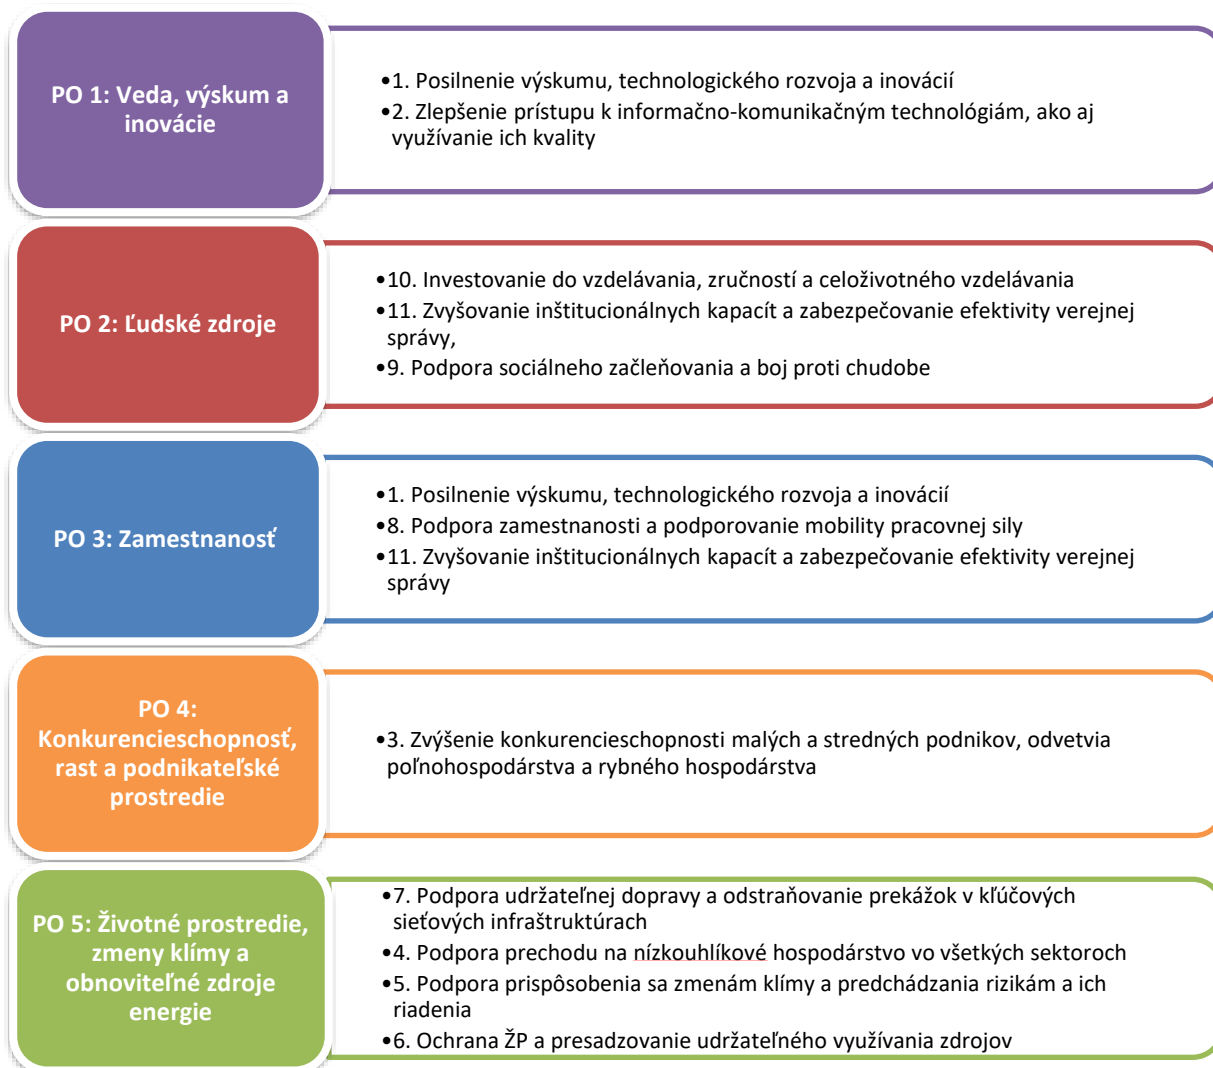 PO 1: Veda, výskum a
inovácie
•1. Posilnenie výskumu, technologického rozvoja a inovácií
•2. Zlepšenie prístupu k informačno-komunikačným technológiám, ako aj
využívanie ich kvality
PO 2: Ľudské zdroje
•10. Investovanie do vzdelávania, zručností a celoživotného vzdelávania
•11. Zvyšovanie inštitucionálnych kapacít a zabezpečovanie efektivity verejnej
správy,
•9. Podpora sociálneho začleňovania a boj proti chudobe
PO 3: Zamestnanosť
•1. Posilnenie výskumu, technologického rozvoja a inovácií
•8. Podpora zamestnanosti a podporovanie mobility pracovnej sily
•11. Zvyšovanie inštitucionálnych kapacít a zabezpečovanie efektivity verejnej
správy
PO 4:
Konkurencieschopnosť,
rast a podnikateľské
prostredie
•3. Zvýšenie konkurencieschopnosti malých a stredných podnikov, odvetvia
poľnohospodárstva a rybného hospodárstva
PO 5: Životné prostredie,
zmeny klímy a
obnoviteľné zdroje
energie
•7. Podpora udržateľnej dopravy a odstraňovanie prekážok v kľúčových
sieťových infraštruktúrach
•4. Podpora prechodu na nízkouhlíkové hospodárstvo vo všetkých sektoroch
•5. Podpora prispôsobenia sa zmenám klímy a predchádzania rizikám a ich
riadenia
•6. Ochrana ŽP a presadzovanie udržateľného využívania zdrojov